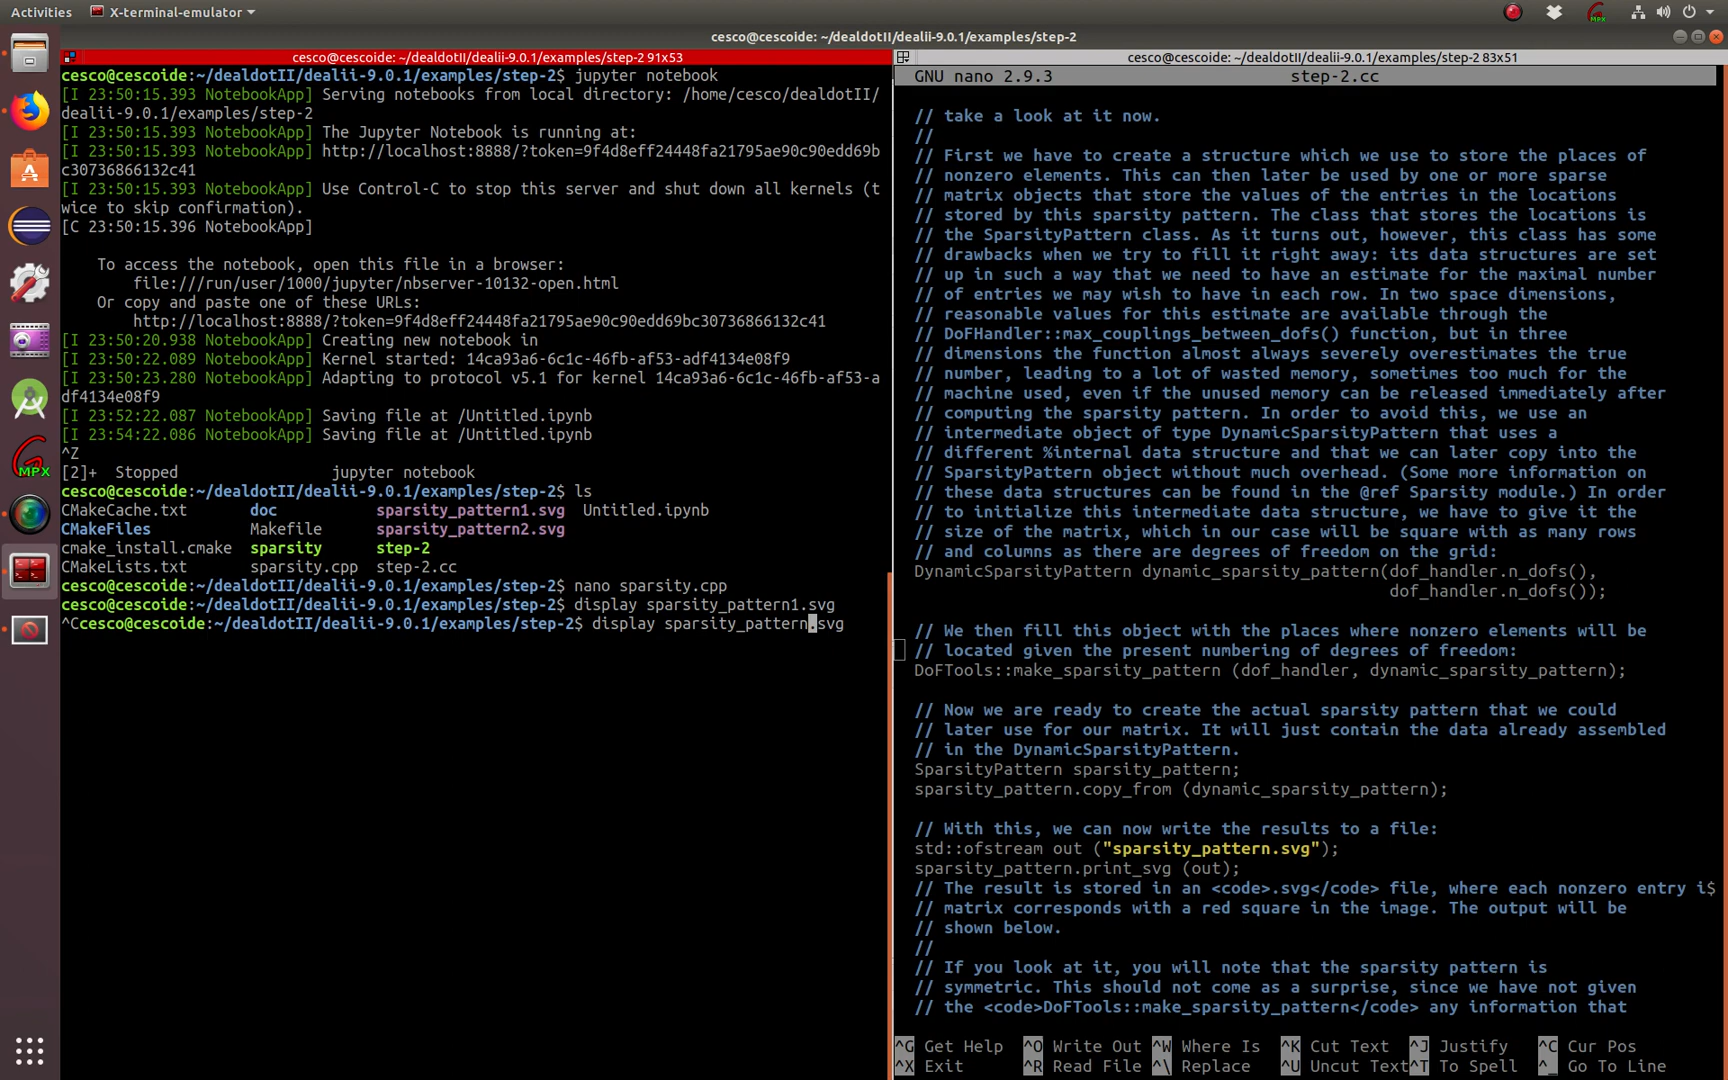 Activities
X-terminal-emulator
cesco@cescoide: ~/dealdotII/dealii-9.0.1/examples/step-2
cesco@cescoide: ~/dealdotII/dealii-9.0.1/examples/step-2 91x53
cesco@cescoide:~/dealdotII/dealii-9.0.1/examples/step-2$ jupyter notebook
[I 23:50:15.393 NotebookApp] Serving notebooks from local directory: /home/cesco/dealdotII/
dealii-9.0.1/examples/step-2
[I 23:50:15.393 NotebookApp] The Jupyter Notebook is running at:
[I 23:50:15.393 NotebookApp] http://localhost:8888/?token=9f4d8eff24448fa21795ae90c90edd69b
c30736866132c41
[I 23:50:15.393 NotebookApp] Use Control-C to stop this server and shut down all kernels (t
wice to skip confirmation).
[C 23:50:15.396 NotebookApp]
To access the notebook, open this file in a browser:
file:///run/user/1000/jupyter/nbserver-10132-open.html
Or copy and paste one of these URLs:
http://localhost:8888/?token=9f4d8eff24448fa21795ae90c90edd69bc30736866132c41
[I 23:50:20.938 NotebookApp] Creating new notebook in
[I 23:50:22.089 NotebookApp] Kernel started: 14ca93a6-6c1c-46fb-af53-adf4134e08f9
[I 23:50:23.280 NotebookApp] Adapting to protocol v5.1 for kernel 14ca93a6-6c1c-46fb-af53-a
df4134e08f9
[I 23:52:22.087 NotebookApp] Saving file at /Untitled.ipynb
[I 23:54:22.086 NotebookApp] Saving file at /Untitled.ipynb
^Z
[2]+  Stopped                 jupyter notebook
cesco@cescoide:~/dealdotII/dealii-9.0.1/examples/step-2$ ls
CMakeCache.txt       doc           sparsity_pattern1.svg  Untitled.ipynb
CMakeFiles           Makefile      sparsity_pattern2.svg
cmake_install.cmake  sparsity      step-2
CMakeLists.txt       sparsity.cpp  step-2.cc
cesco@cescoide:~/dealdotII/dealii-9.0.1/examples/step-2$ nano sparsity.cpp
cesco@cescoide:~/dealdotII/dealii-9.0.1/examples/step-2$ display sparsity_pattern1.svg
^Ccesco@cescoide:~/dealdotII/dealii-9.0.1/examples/step-2$ display sparsity_pattern.svg
cesco@cescoide: ~/dealdotII/dealii-9.0.1/examples/step-2 83x51
GNU nano 2.9.3                           step-2.cc
// take a look at it now.
//
// First we have to create a structure which we use to store the places of
// nonzero elements. This can then later be used by one or more sparse
// matrix objects that store the values of the entries in the locations
// stored by this sparsity pattern. The class that stores the locations is
// the SparsityPattern class. As it turns out, however, this class has some
// drawbacks when we try to fill it right away: its data structures are set
// up in such a way that we need to have an estimate for the maximal number
// of entries we may wish to have in each row. In two space dimensions,
// reasonable values for this estimate are available through the
// DoFHandler::max_couplings_between_dofs() function, but in three
// dimensions the function almost always severely overestimates the true
// number, leading to a lot of wasted memory, sometimes too much for the
// machine used, even if the unused memory can be released immediately after
// computing the sparsity pattern. In order to avoid this, we use an
// intermediate object of type DynamicSparsityPattern that uses a
// different %internal data structure and that we can later copy into the
// SparsityPattern object without much overhead. (Some more information on
// these data structures can be found in the @ref Sparsity module.) In order
// to initialize this intermediate data structure, we have to give it the
// size of the matrix, which in our case will be square with as many rows
// and columns as there are degrees of freedom on the grid:
DynamicSparsityPattern dynamic_sparsity_pattern(dof_handler.n_dofs(),
dof_handler.n_dofs());
// We then fill this object with the places where nonzero elements will be
// located given the present numbering of degrees of freedom:
DoFTools::make_sparsity_pattern (dof_handler, dynamic_sparsity_pattern);
// Now we are ready to create the actual sparsity pattern that we could
// later use for our matrix. It will just contain the data already assembled
// in the DynamicSparsityPattern.
SparsityPattern sparsity_pattern;
sparsity_pattern.copy_from (dynamic_sparsity_pattern);
// With this, we can now write the results to a file:
std::ofstream out ("sparsity_pattern.svg");
sparsity_pattern.print_svg (out);
// The result is stored in an <code>.svg</code> file, where each nonzero entry i$
// matrix corresponds with a red square in the image. The output will be
// shown below.
//
// If you look at it, you will note that the sparsity pattern is
// symmetric. This should not come as a surprise, since we have not given
// the <code>DoFTools::make_sparsity_pattern</code> any information that
^G Get Help  ^O Write Out  ^W Where Is  ^K Cut Text  ^J Justify  ^C Cur Pos
^X Exit  ^R Read File  ^\ Replace  ^U Uncut Text  ^T To Spell  ^_ Go To Line
MPX
MPX